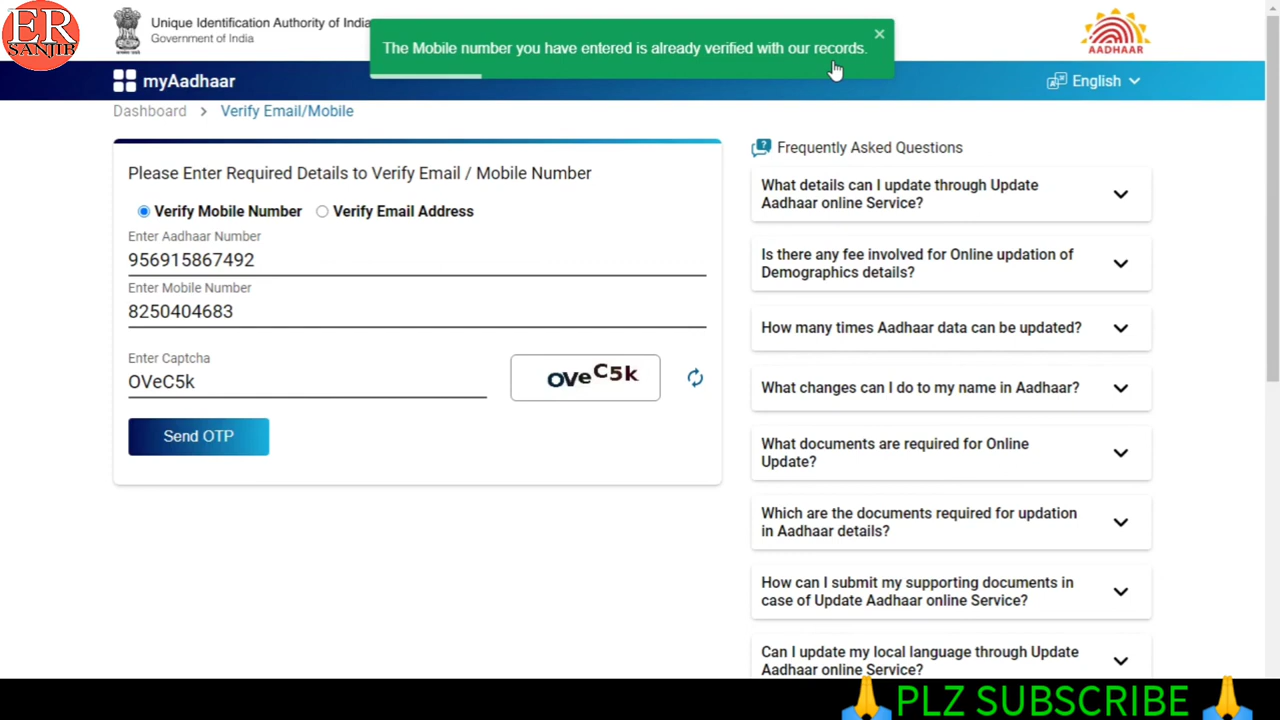 ER
SANJIB
Unique Identification Authority of India
Government of India
The Mobile number you have entered is already verified with our records.
×
AADHAAR
myAadhaar
English
Dashboard > Verify Email/Mobile
Please Enter Required Details to Verify Email / Mobile Number
Verify Mobile Number
Verify Email Address
Enter Aadhaar Number
956915867492
Enter Mobile Number
8250404683
Enter Captcha
OVeC5k
OVeC5k
Send OTP
Frequently Asked Questions
What details can I update through Update
Aadhaar online Service?
Is there any fee involved for Online updation of
Demographics details?
How many times Aadhaar data can be updated?
What changes can I do to my name in Aadhaar?
What documents are required for Online
Update?
Which are the documents required for updation
in Aadhaar details?
How can I submit my supporting documents in
case of Update Aadhaar online Service?
Can I update my local language through Update
Aadhaar online Service?
🙏 PLZ SUBSCRIBE 🙏